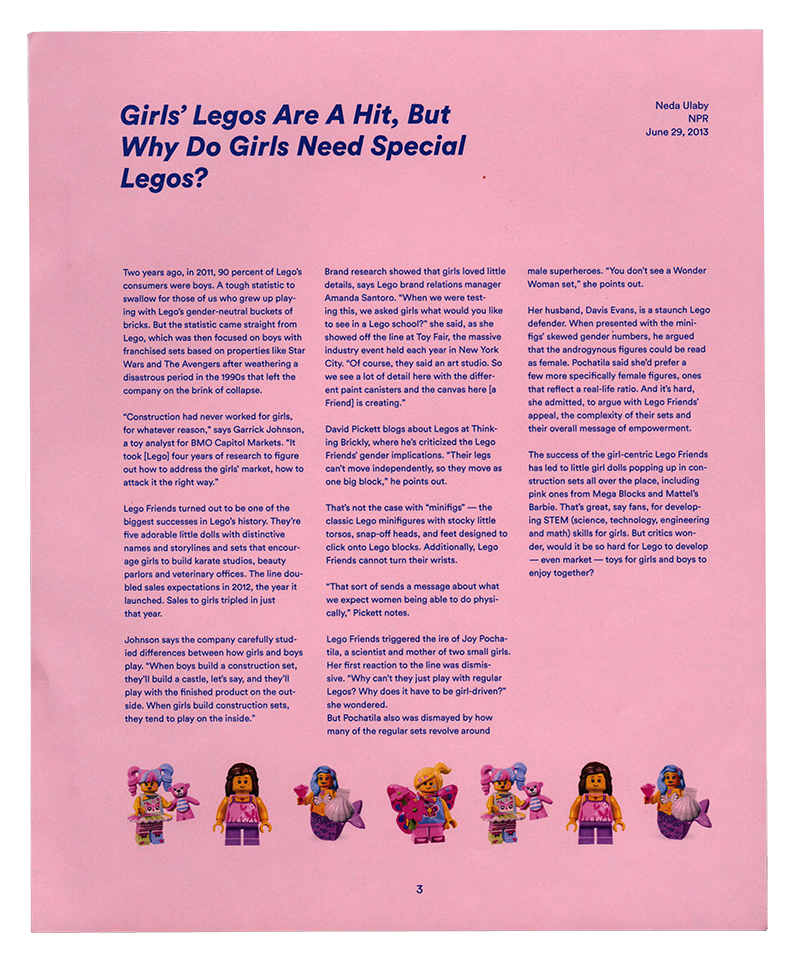 Girls’ Legos Are A Hit, But
Why Do Girls Need Special
Legos?
Neda Ulaby
NPR
June 29, 2013
Two years ago, in 2011, 90 percent of Lego’s
consumers were boys. A tough statistic to
swallow for those of us who grew up play-
ing with Lego’s gender-neutral buckets of
bricks. But the statistic came straight from
Lego, which was then focused on boys with
franchised sets based on properties like Star
Wars and The Avengers after weathering a
disastrous period in the 1990s that left the
company on the brink of collapse.
“Construction had never worked for girls,
for whatever reason,” says Garrick Johnson,
a toy analyst for BMO Capitol Markets. “It
took [Lego] four years of research to figure
out how to address the girls’ market, how to
attack it the right way.”
Lego Friends turned out to be one of the
biggest successes in Lego’s history. They’re
five adorable little dolls with distinctive
names and storylines and sets that encour-
age girls to build karate studios, beauty
parlors and veterinary offices. The line dou-
bled sales expectations in 2012, the year it
launched. Sales to girls tripled in just
that year.
Johnson says the company carefully stud-
ied differences between how girls and boys
play. “When boys build a construction set,
they’ll build a castle, let’s say, and they’ll
play with the finished product on the out-
side. When girls build construction sets,
they tend to play on the inside.”
Brand research showed that girls loved little
details, says Lego brand relations manager
Amanda Santoro. “When we were test-
ing this, we asked girls what would you like
to see in a Lego school?” she said, as she
showed off the line at Toy Fair, the massive
industry event held each year in New York
City. “Of course, they said an art studio. So
we see a lot of detail here with the differ-
ent paint canisters and the canvas here [a
Friend] is creating.”
David Pickett blogs about Legos at Think-
ing Brickly, where he’s criticized the Lego
Friends’ gender implications. “Their legs
can’t move independently, so they move as
one big block,” he points out.
That’s not the case with “minifigs” — the
classic Lego minifigures with stocky little
torsos, snap-off heads, and feet designed to
click onto Lego blocks. Additionally, Lego
Friends cannot turn their wrists.
“That sort of sends a message about what
we expect women being able to do physi-
cally,” Pickett notes.
Lego Friends triggered the ire of Joy Pocha-
tila, a scientist and mother of two small girls.
Her first reaction to the line was dismis-
sive. “Why can’t they just play with regular
Legos? Why does it have to be girl-driven?”
she wondered.
But Pochatila also was dismayed by how
many of the regular sets revolve around
male superheroes. “You don’t see a Wonder
Woman set,” she points out.
Her husband, Davis Evans, is a staunch Lego
defender. When presented with the mini-
figs’ skewed gender numbers, he argued
that the androgynous figures could be read
as female. Pochatila said she’d prefer a
few more specifically female figures, ones
that reflect a real-life ratio. And it’s hard,
she admitted, to argue with Lego Friends’
appeal, the complexity of their sets and
their overall message of empowerment.
The success of the girl-centric Lego Friends
has led to little girl dolls popping up in con-
struction sets all over the place, including
pink ones from Mega Blocks and Mattel’s
Barbie. That’s great, say fans, for develop-
ing STEM (science, technology, engineering
and math) skills for girls. But critics won-
der, would it be so hard for Lego to develop
— even market — toys for girls and boys to
enjoy together?
3